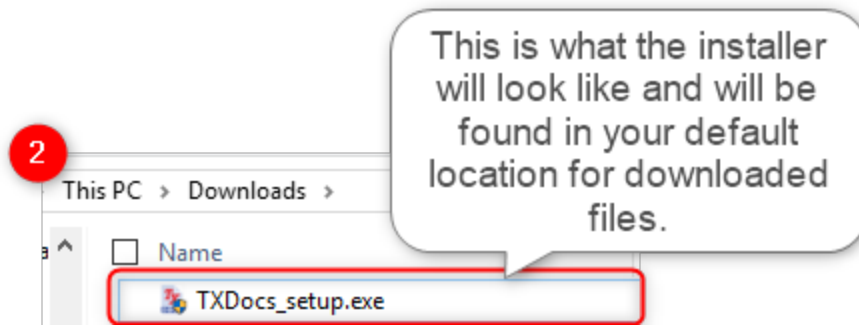 This is what the installer
will look like and will be
found in your default
location for downloaded
files.
2
This PC > Downloads >
Name
TXDocs_setup.exe